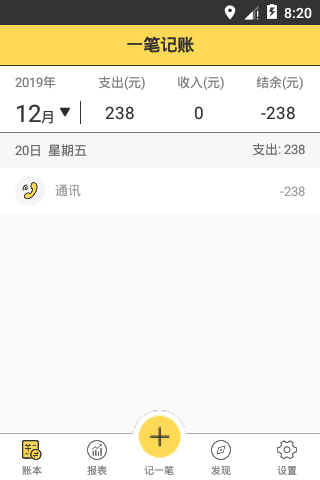 8:20
一笔记账
2019年 支出(元) 收入(元) 结余(元)
12月 238 0 -238
20日 星期五 支出: 238
通讯 -238
账本 报表 记一笔 发现 设置